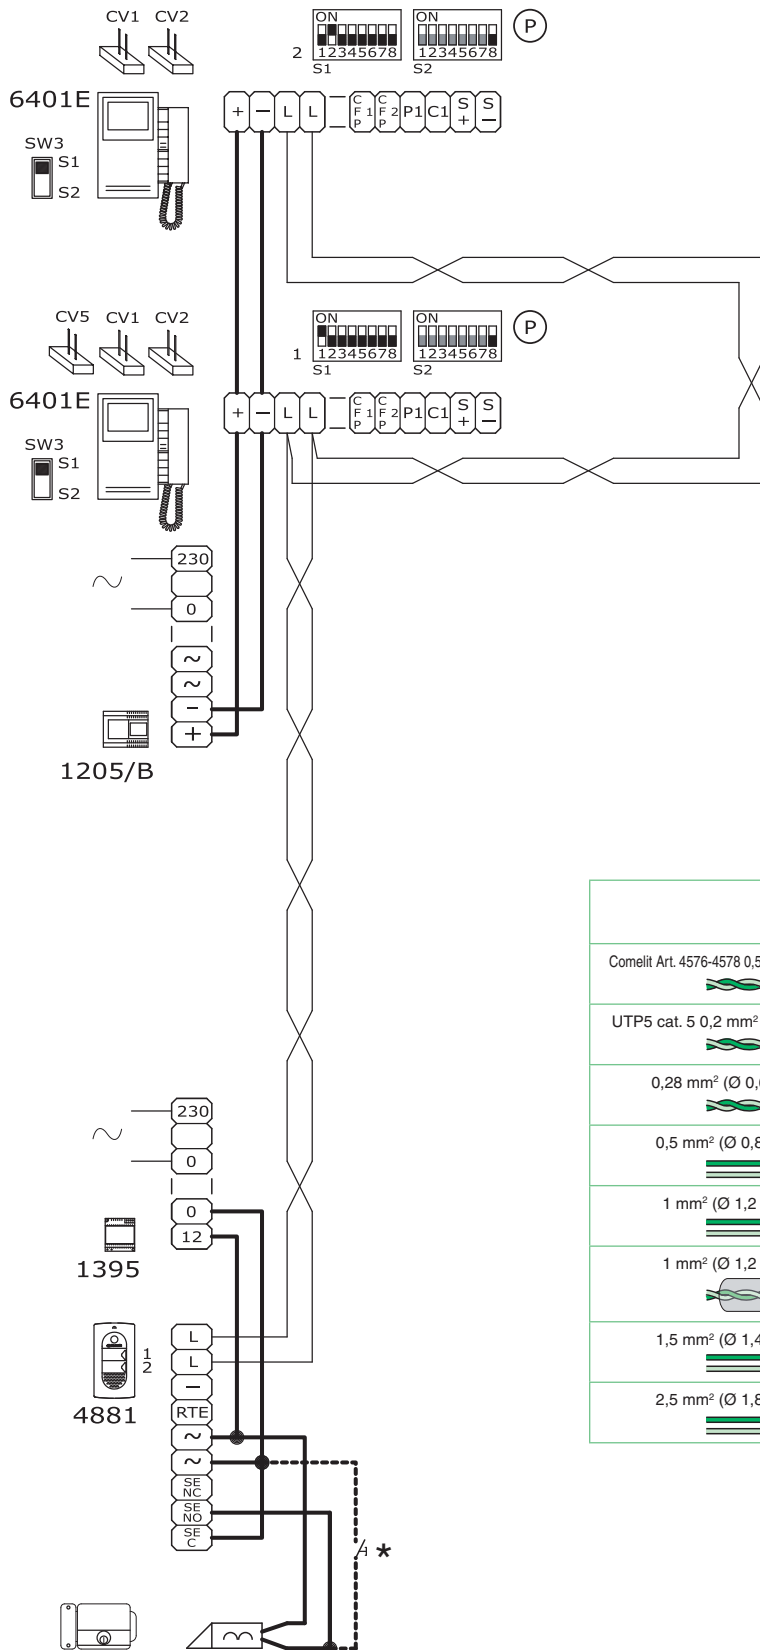 CV1 CV2
ON ON P
2 12345678 12345678
S1 S2
6401E
+ − L L CFP1 CFP2 P1 C1 S+ S−
SW3
S1
S2
CV5 CV1 CV2
ON ON P
1 12345678 12345678
S1 S2
6401E
+ − L L CFP1 CFP2 P1 C1 S+ S−
SW3
S1
S2
230
~
0
~
~
−
+
1205/B
Comelit Art. 4576-4578 0,5
UTP5 cat. 5 0,2 mm²
0,28 mm² (Ø 0,
0,5 mm² (Ø 0,8
1 mm² (Ø 1,2
1 mm² (Ø 1,2
1,5 mm² (Ø 1,4
2,5 mm² (Ø 1,8
230
~
0
0
12
1395
L
1
L
2
−
4881
RTE
~
~
SE NC
SE NO
SE C
*